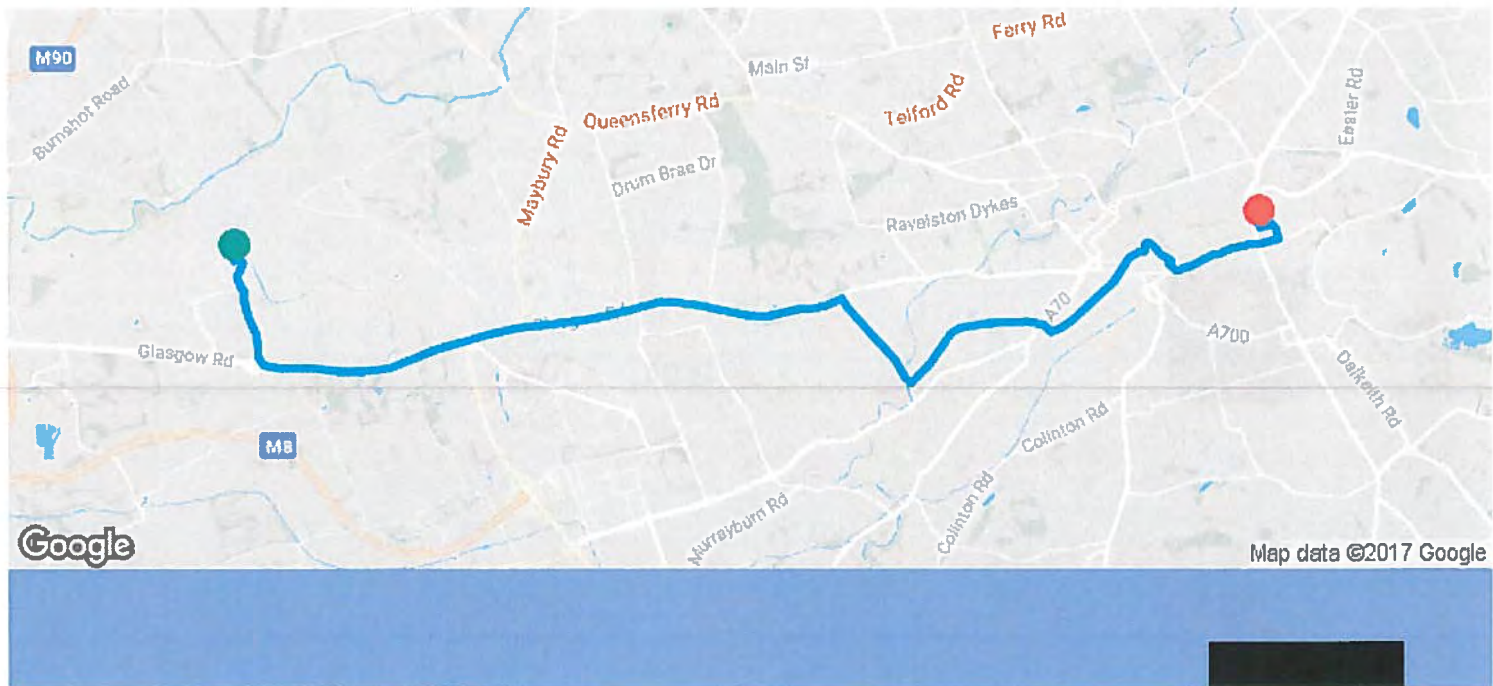 Ferry Rd
M90
Main St
Burnshot Road
Queensferry Rd
Telford Rd
Easter Rd
Maybury Rd
Drum Brae Dr
Ravelston Dykes
A70
Glasgow Rd
A700
Dalkeith Rd
M8
Colinton Rd
Colinton Rd
Murrayburn Rd
Google
Map data ©2017 Google